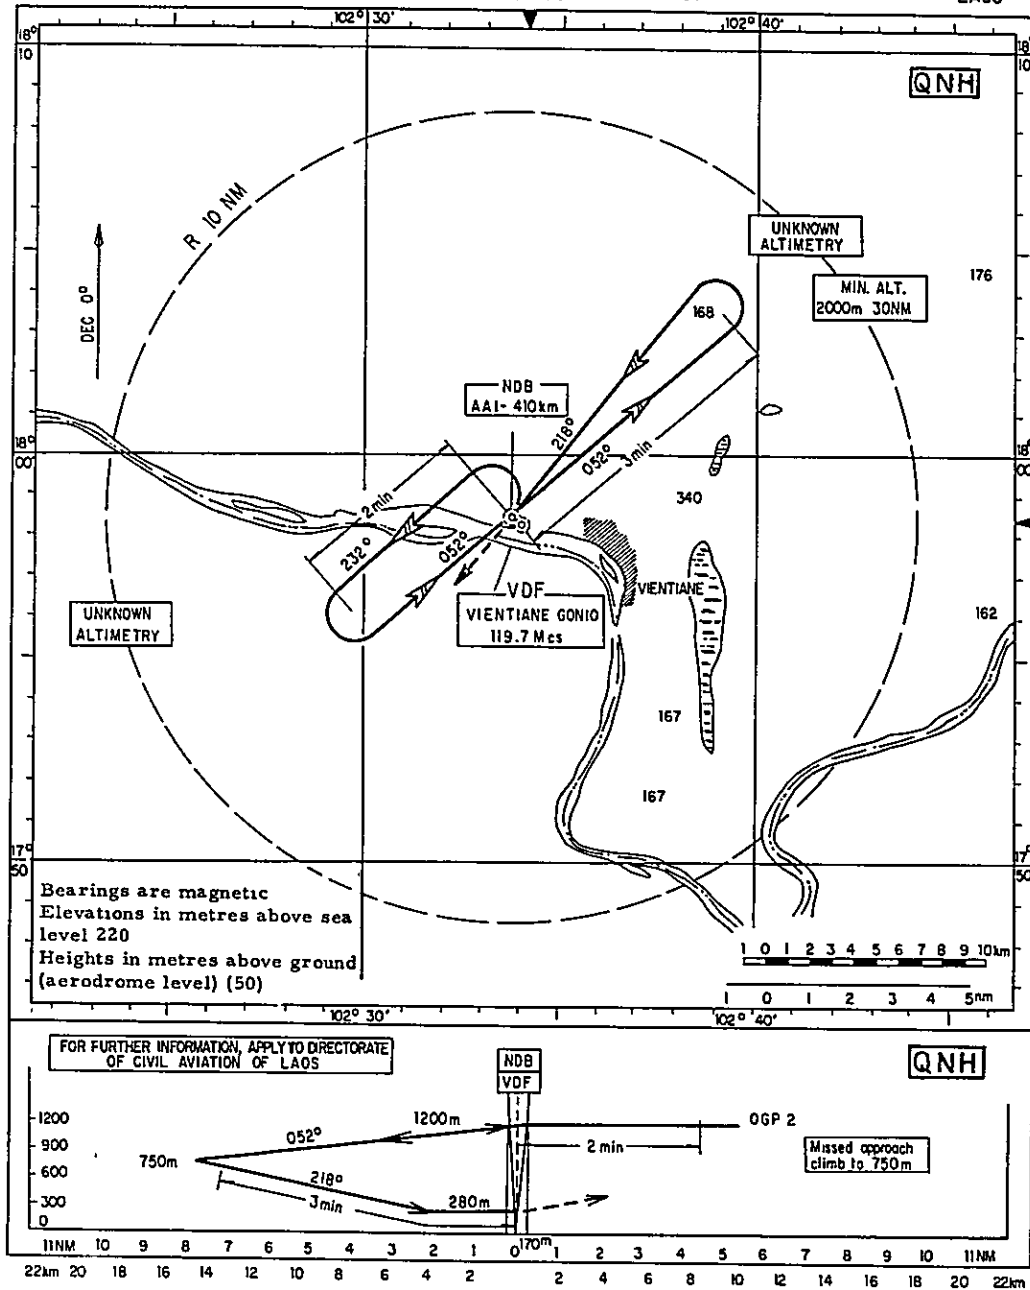 102° 30'
102° 40'
18°
10
18°
10
QNH
R 10 NM
DEC 0°
UNKNOWN
ALTIMETRY
176
MIN. ALT.
2000m 30NM
168
NDB
AAI- 410km
218°
052°
3min
18°
00
18°
00
340
2min
232°
052°
VDF
VIENTIANE GONIO
119.7 Mcs
VIENTIANE
UNKNOWN
ALTIMETRY
162
167
167
17°
50
17°
50
Bearings are magnetic
Elevations in metres above sea
level 220
Heights in metres above ground
(aerodrome level) (50)
1 0 1 2 3 4 5 6 7 8 9 10km
1 0 1 2 3 4 5nm
102° 30'
102° 40'
FOR FURTHER INFORMATION, APPLY TO DIRECTORATE
OF CIVIL AVIATION OF LAOS
NDB
VDF
QNH
1200
900
600
300
0
750m
052°
1200m
OGP 2
2 min
218°
3min
280m
Missed approach
climb to 750m
170m
11NM 10 9 8 7 6 5 4 3 2 1 0 1 2 3 4 5 6 7 8 9 10 11NM
22km 20 18 16 14 12 10 8 6 4 2 2 4 6 8 10 12 14 16 18 20 22km